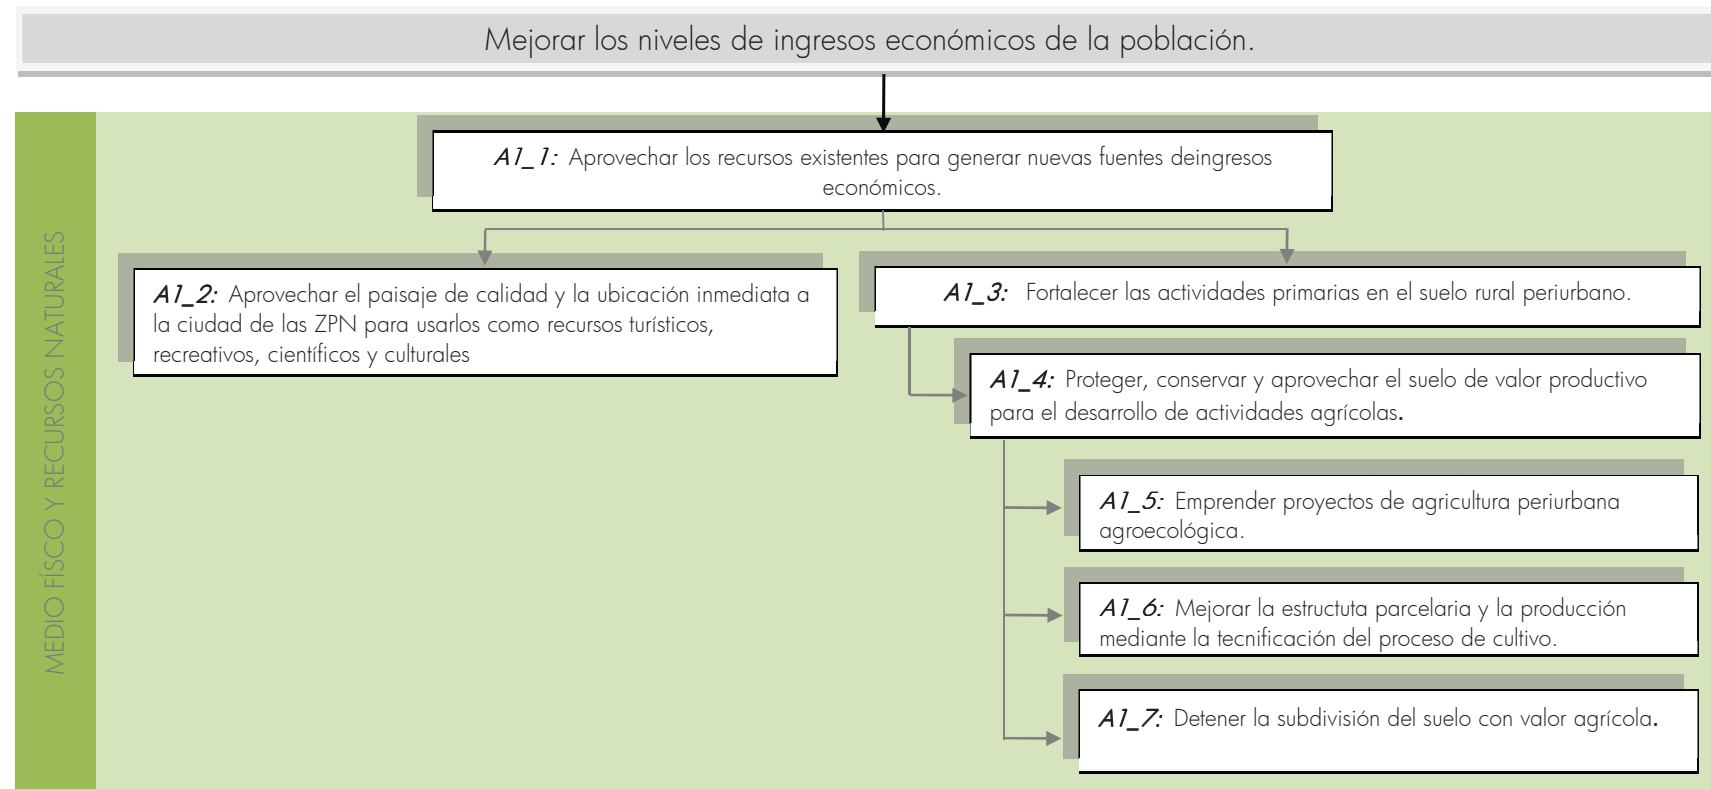 Mejorar los niveles de ingresos económicos de la población.
MEDIO FÍSCO Y RECURSOS NATURALES
A1_1: Aprovechar los recursos existentes para generar nuevas fuentes deingresos
económicos.
A1_2: Aprovechar el paisaje de calidad y la ubicación inmediata a
la ciudad de las ZPN para usarlos como recursos turísticos,
recreativos, científicos y culturales
A1_3: Fortalecer las actividades primarias en el suelo rural periurbano.
A1_4: Proteger, conservar y aprovechar el suelo de valor productivo
para el desarrollo de actividades agrícolas.
A1_5: Emprender proyectos de agricultura periurbana
agroecológica.
A1_6: Mejorar la estructuta parcelaria y la producción
mediante la tecnificación del proceso de cultivo.
A1_7: Detener la subdivisión del suelo con valor agrícola.